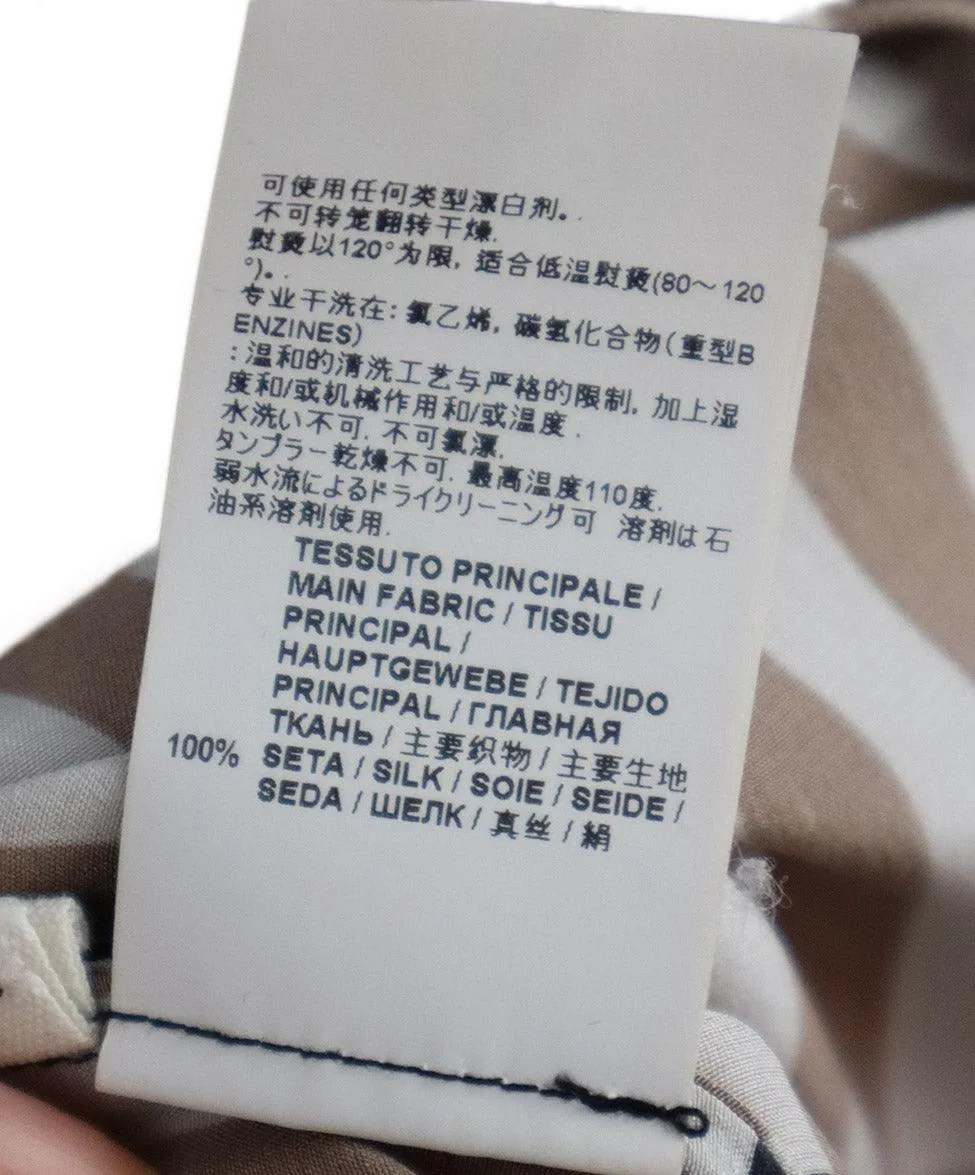 可使用任何类型漂白剂。.
不可转笼翻转干燥.
熨烫以120°为限, 适合低温熨烫(80～120
°)。.
专业干洗在: 氯乙烯, 碳氢化合物(重型B
ENZINES)
:温和的清洗工艺与严格的限制, 加上湿
度和/或机械作用和/或温度.
水洗い不可. 不可氯漂.
タンブラー乾燥不可. 最高温度110度.
弱水流によるドライクリーニング可 溶剤は石
油系溶剤使用.
TESSUTO PRINCIPALE /
MAIN FABRIC / TISSU
PRINCIPAL /
HAUPTGEWEBE / TEJIDO
PRINCIPAL / ГЛАВНАЯ
ТКАНЬ / 主要织物 / 主要生地
100% SETA / SILK / SOIE / SEIDE /
SEDA / ШЕЛК / 真丝 / 絹